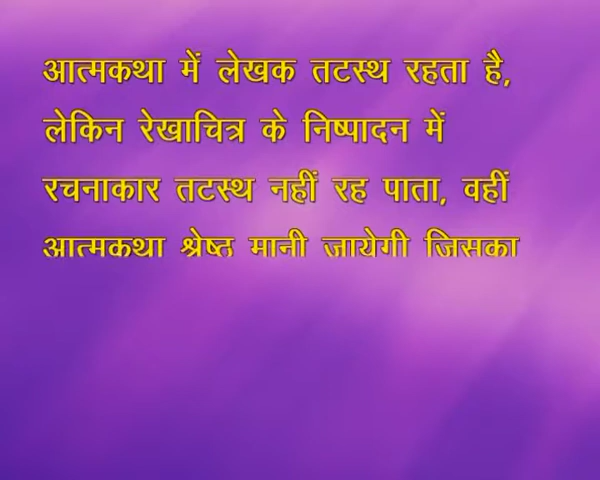 आत्मकथा में लेखक तटस्थ रहता है,
लेकिन रेखाचित्र के निष्पादन में
रचनाकार तटस्थ नहीं रह पाता, वहीं
आत्मकथा श्रेष्ठ मानी जायेगी जिसका